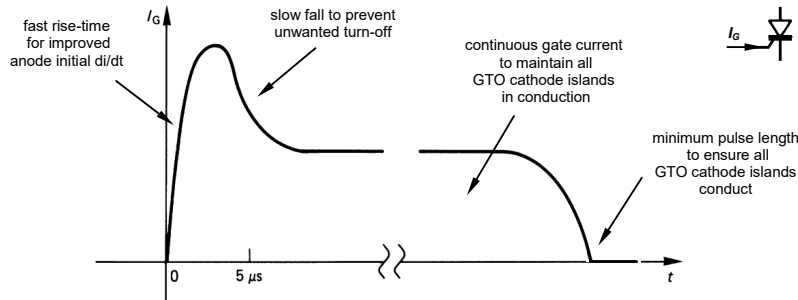 fast rise-time
for improved
anode initial di/dt
I_G
slow fall to prevent
unwanted turn-off
continuous gate current
to maintain all
GTO cathode islands
in conduction
I_G
minimum pulse length
to ensure all
GTO cathode islands
conduct
0
5 μs
t